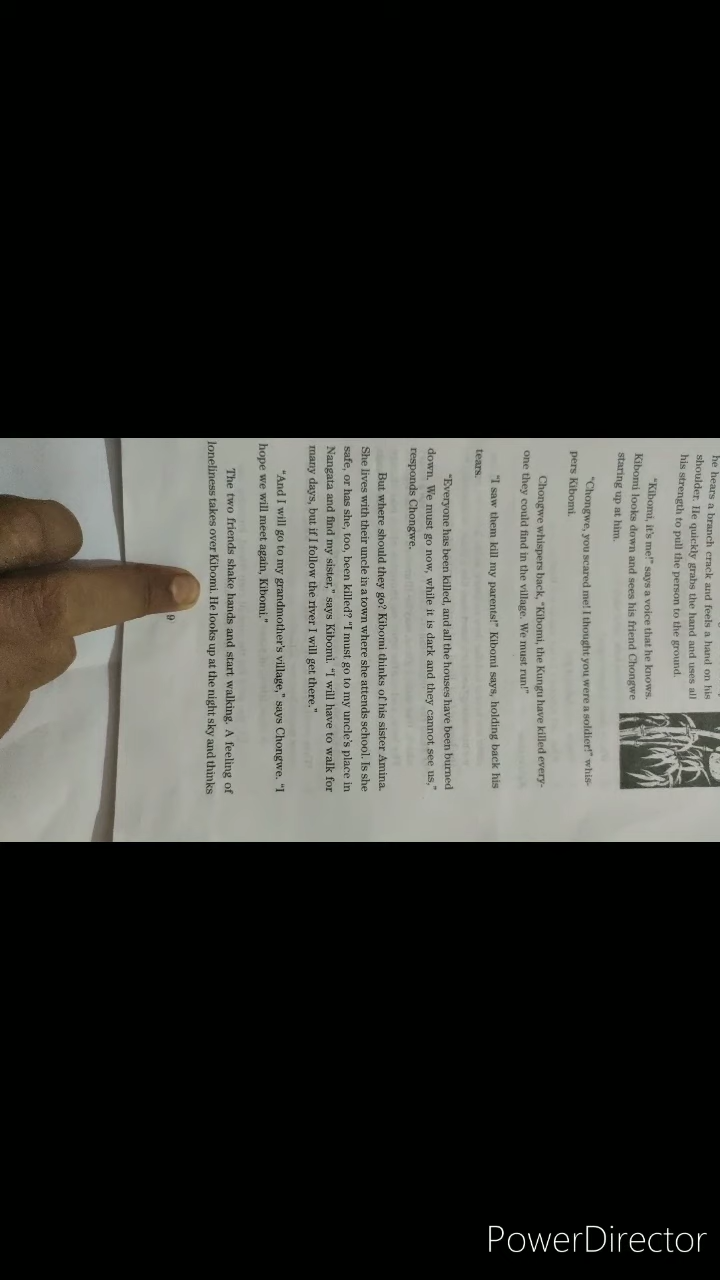 he hears a branch crack and feels a hand on his
shoulder. He quickly grabs the hand and uses all
his strength to pull the person to the ground.
"Kibomi, it's me!" says a voice that he knows.
Kibomi looks down and sees his friend Chongwe
staring up at him.
"Chongwe, you scared me! I thought you were a soldier!" whis-
pers Kibomi.
Chongwe whispers back, "Kibomi, the Kungu have killed every-
one they could find in the village. We must run!"
"I saw them kill my parents!" Kibomi says, holding back his
tears.
"Everyone has been killed, and all the houses have been burned
down. We must go now, while it is dark and they cannot see us,"
responds Chongwe.
But where should they go? Kibomi thinks of his sister Amina.
She lives with their uncle in a town where she attends school. Is she
safe, or has she, too, been killed? "I must go to my uncle's place in
Nangata and find my sister," says Kibomi. "I will have to walk for
many days, but if I follow the river I will get there."
"And I will go to my grandmother's village," says Chongwe. "I
hope we will meet again, Kibomi."
The two friends shake hands and start walking. A feeling of
loneliness takes over Kibomi. He looks up at the night sky and thinks
9
PowerDirector